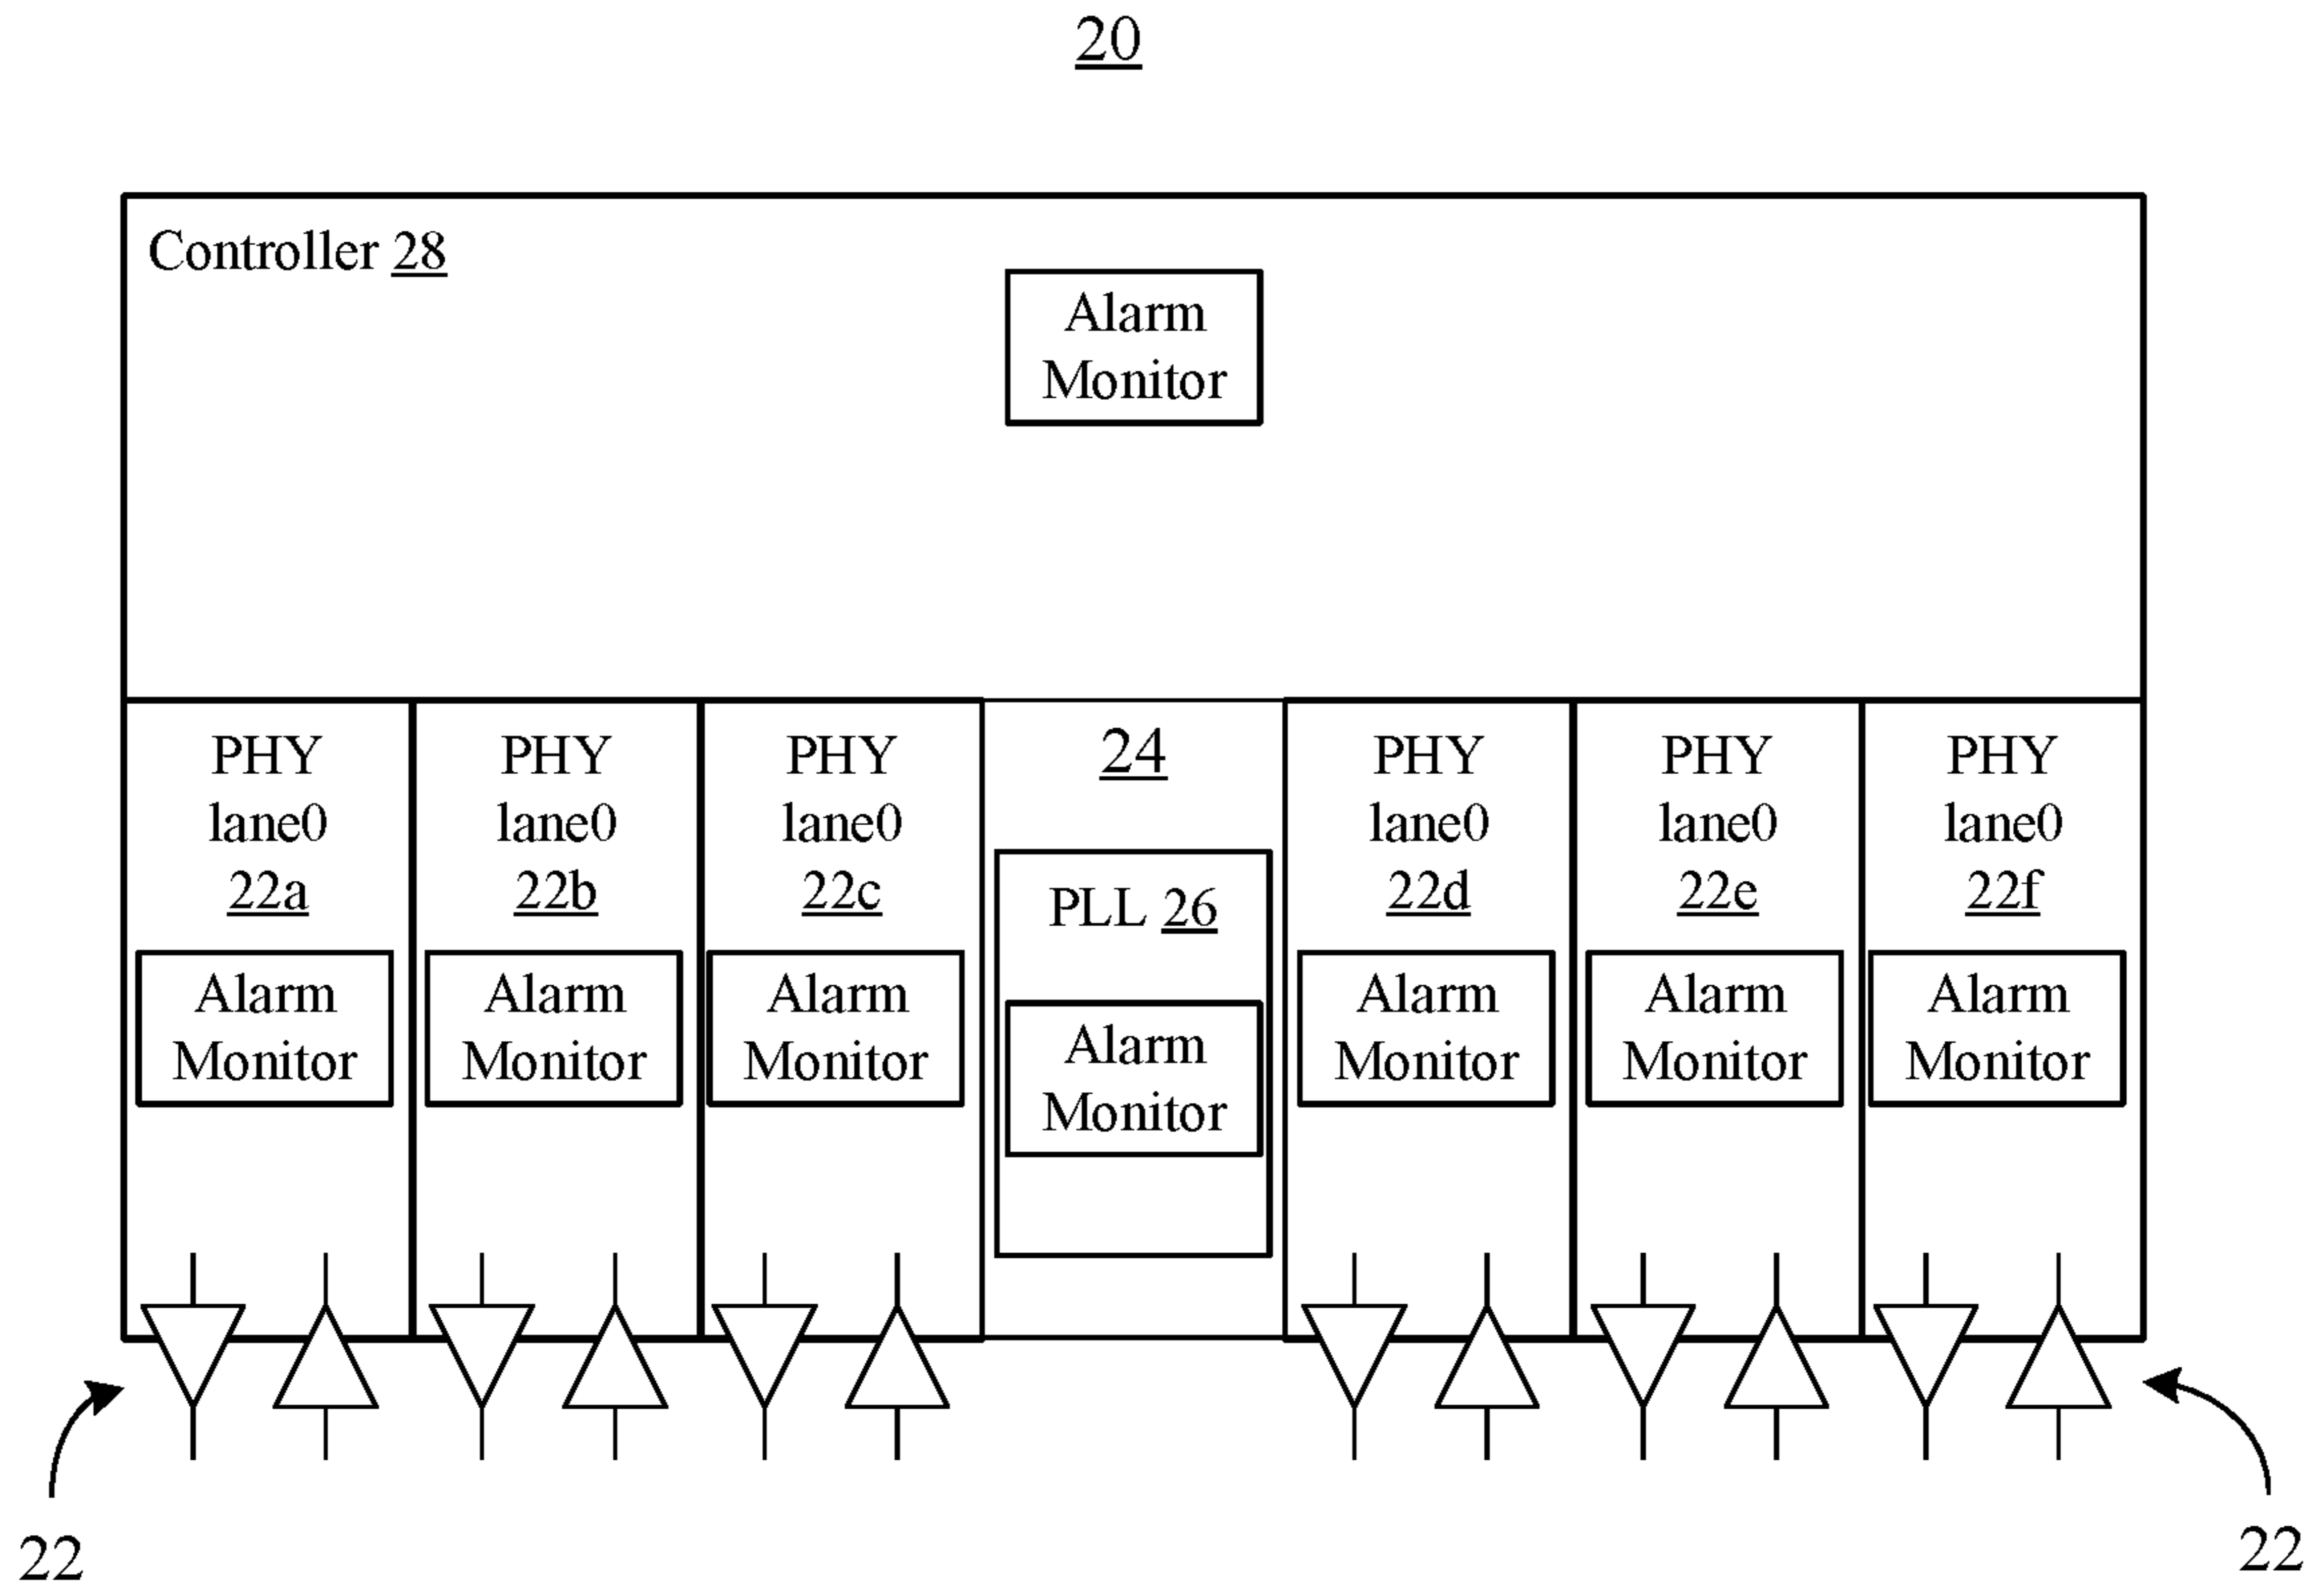 20
Controller 28
Alarm
Monitor
PHY
lane0
22a
Alarm
Monitor
PHY
lane0
22b
Alarm
Monitor
PHY
lane0
22c
Alarm
Monitor
24
PLL 26
Alarm
Monitor
PHY
lane0
22d
Alarm
Monitor
PHY
lane0
22e
Alarm
Monitor
PHY
lane0
22f
Alarm
Monitor
22
22